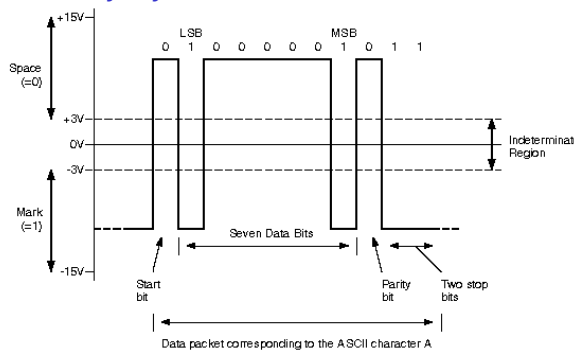 +15V
LSB MSB
0 1 0 0 0 0 0 1 0 1 1
Space
(=0)
+3V
0V
-3V
Indeterminat
Region
Mark
(=1)
Seven Data Bits
-15V
Start
bit
Parity
bit
Two stop
bits
Data packet corresponding to the ASCII character A